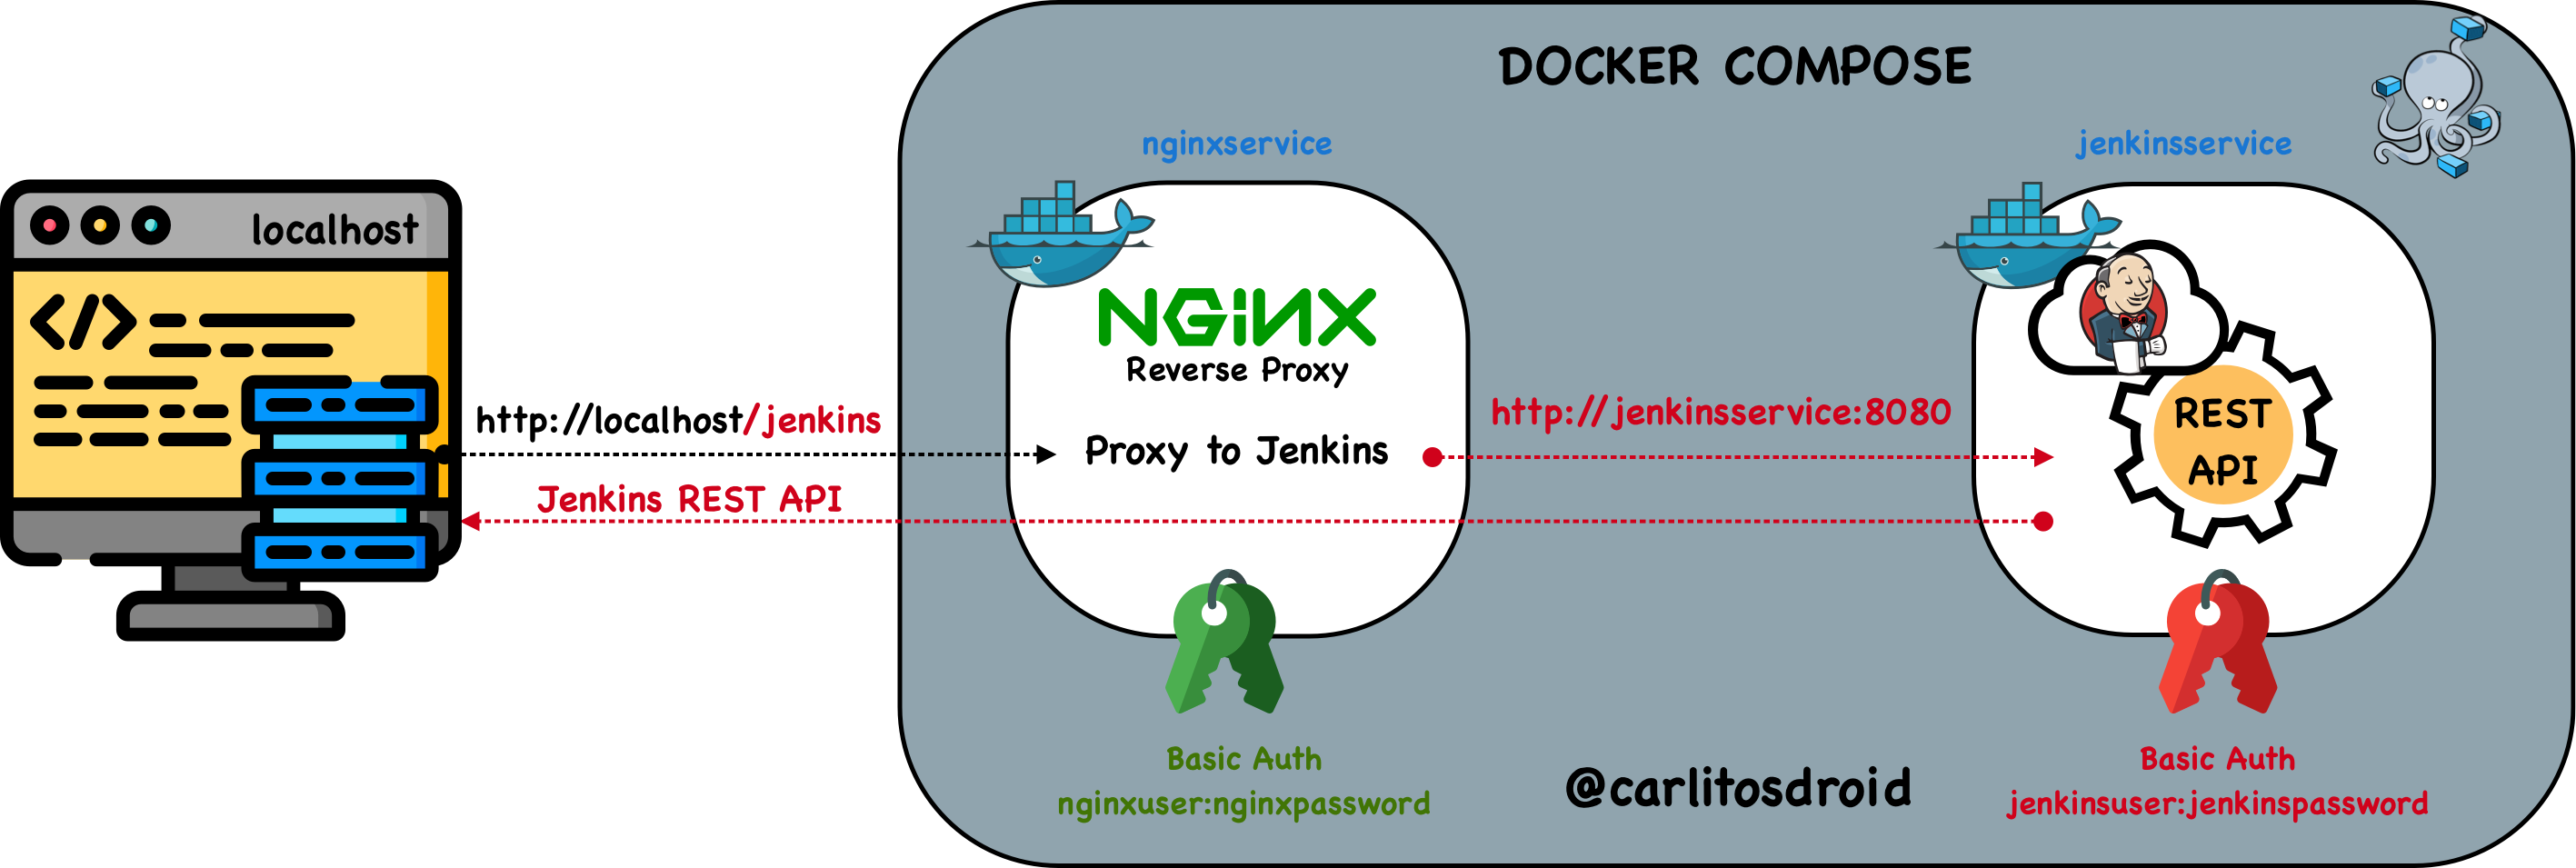 DOCKER COMPOSE
nginxservice
jenkinsservice
localhost
</>
NGINX
Reverse Proxy
REST
API
http://localhost/jenkins
Proxy to Jenkins
http://jenkinsservice:8080
Jenkins REST API
Basic Auth
nginxuser:nginxpassword
@carlitosdroid
Basic Auth
jenkinsuser:jenkinspassword